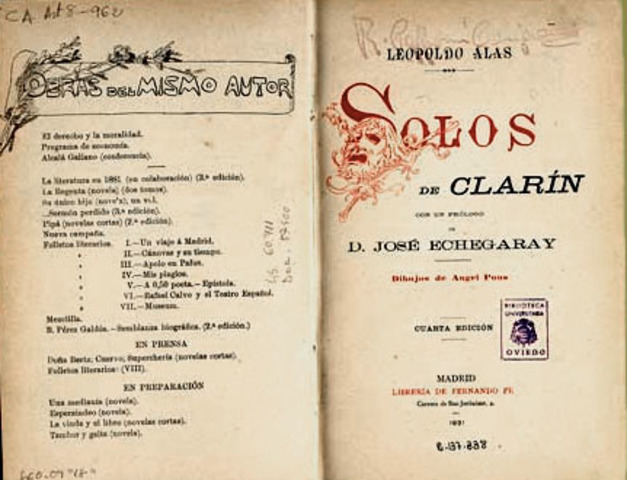 CA. Art 8-962
OBRAS DEL MISMO AUTOR
El derecho y la moralidad.
Programa de economía.
Alcalá Galiano (conferencia).
La literatura en 1881 (en colaboración) (2.ª edición).
La Regenta (novela) (dos tomos).
Su único hijo (novela), un vol.
...Sermón perdido (3.ª edición).
Pipá (novelas cortas) (2.ª edición).
Nueva campaña.
Folletos literarios. I.—Un viaje á Madrid.
» II.—Cánovas y su tiempo.
» III.—Apolo en Pafos.
» IV.—Mis plagios.
» V.—A 0,50 poeta.—Epístola.
» VI.—Rafael Calvo y el Teatro Español.
» VII.—Museum.
Mezclilla.
B. Pérez Galdós.—Semblanza biográfica. (2.ª edición.)
EN PRENSA
Doña Berta; Cuervo; Superchería (novelas cortas).
Folletos literarios: (VIII).
EN PREPARACIÓN
Una medianía (novela).
Esperaindeo (novela).
La viuda y el libro (novelas cortas).
Tambor y gaita (novela).
LEOPOLDO ALAS
SOLOS
DE CLARÍN
CON UN PRÓLOGO
DE
D. JOSÉ ECHEGARAY
Dibujos de Angel Pons
CUARTA EDICIÓN
BIBLIOTECA
UNIVERSITARIA
OVIEDO
MADRID
LIBRERÍA DE FERNANDO FÉ
Carrera de San Jerónimo, 2.
1891